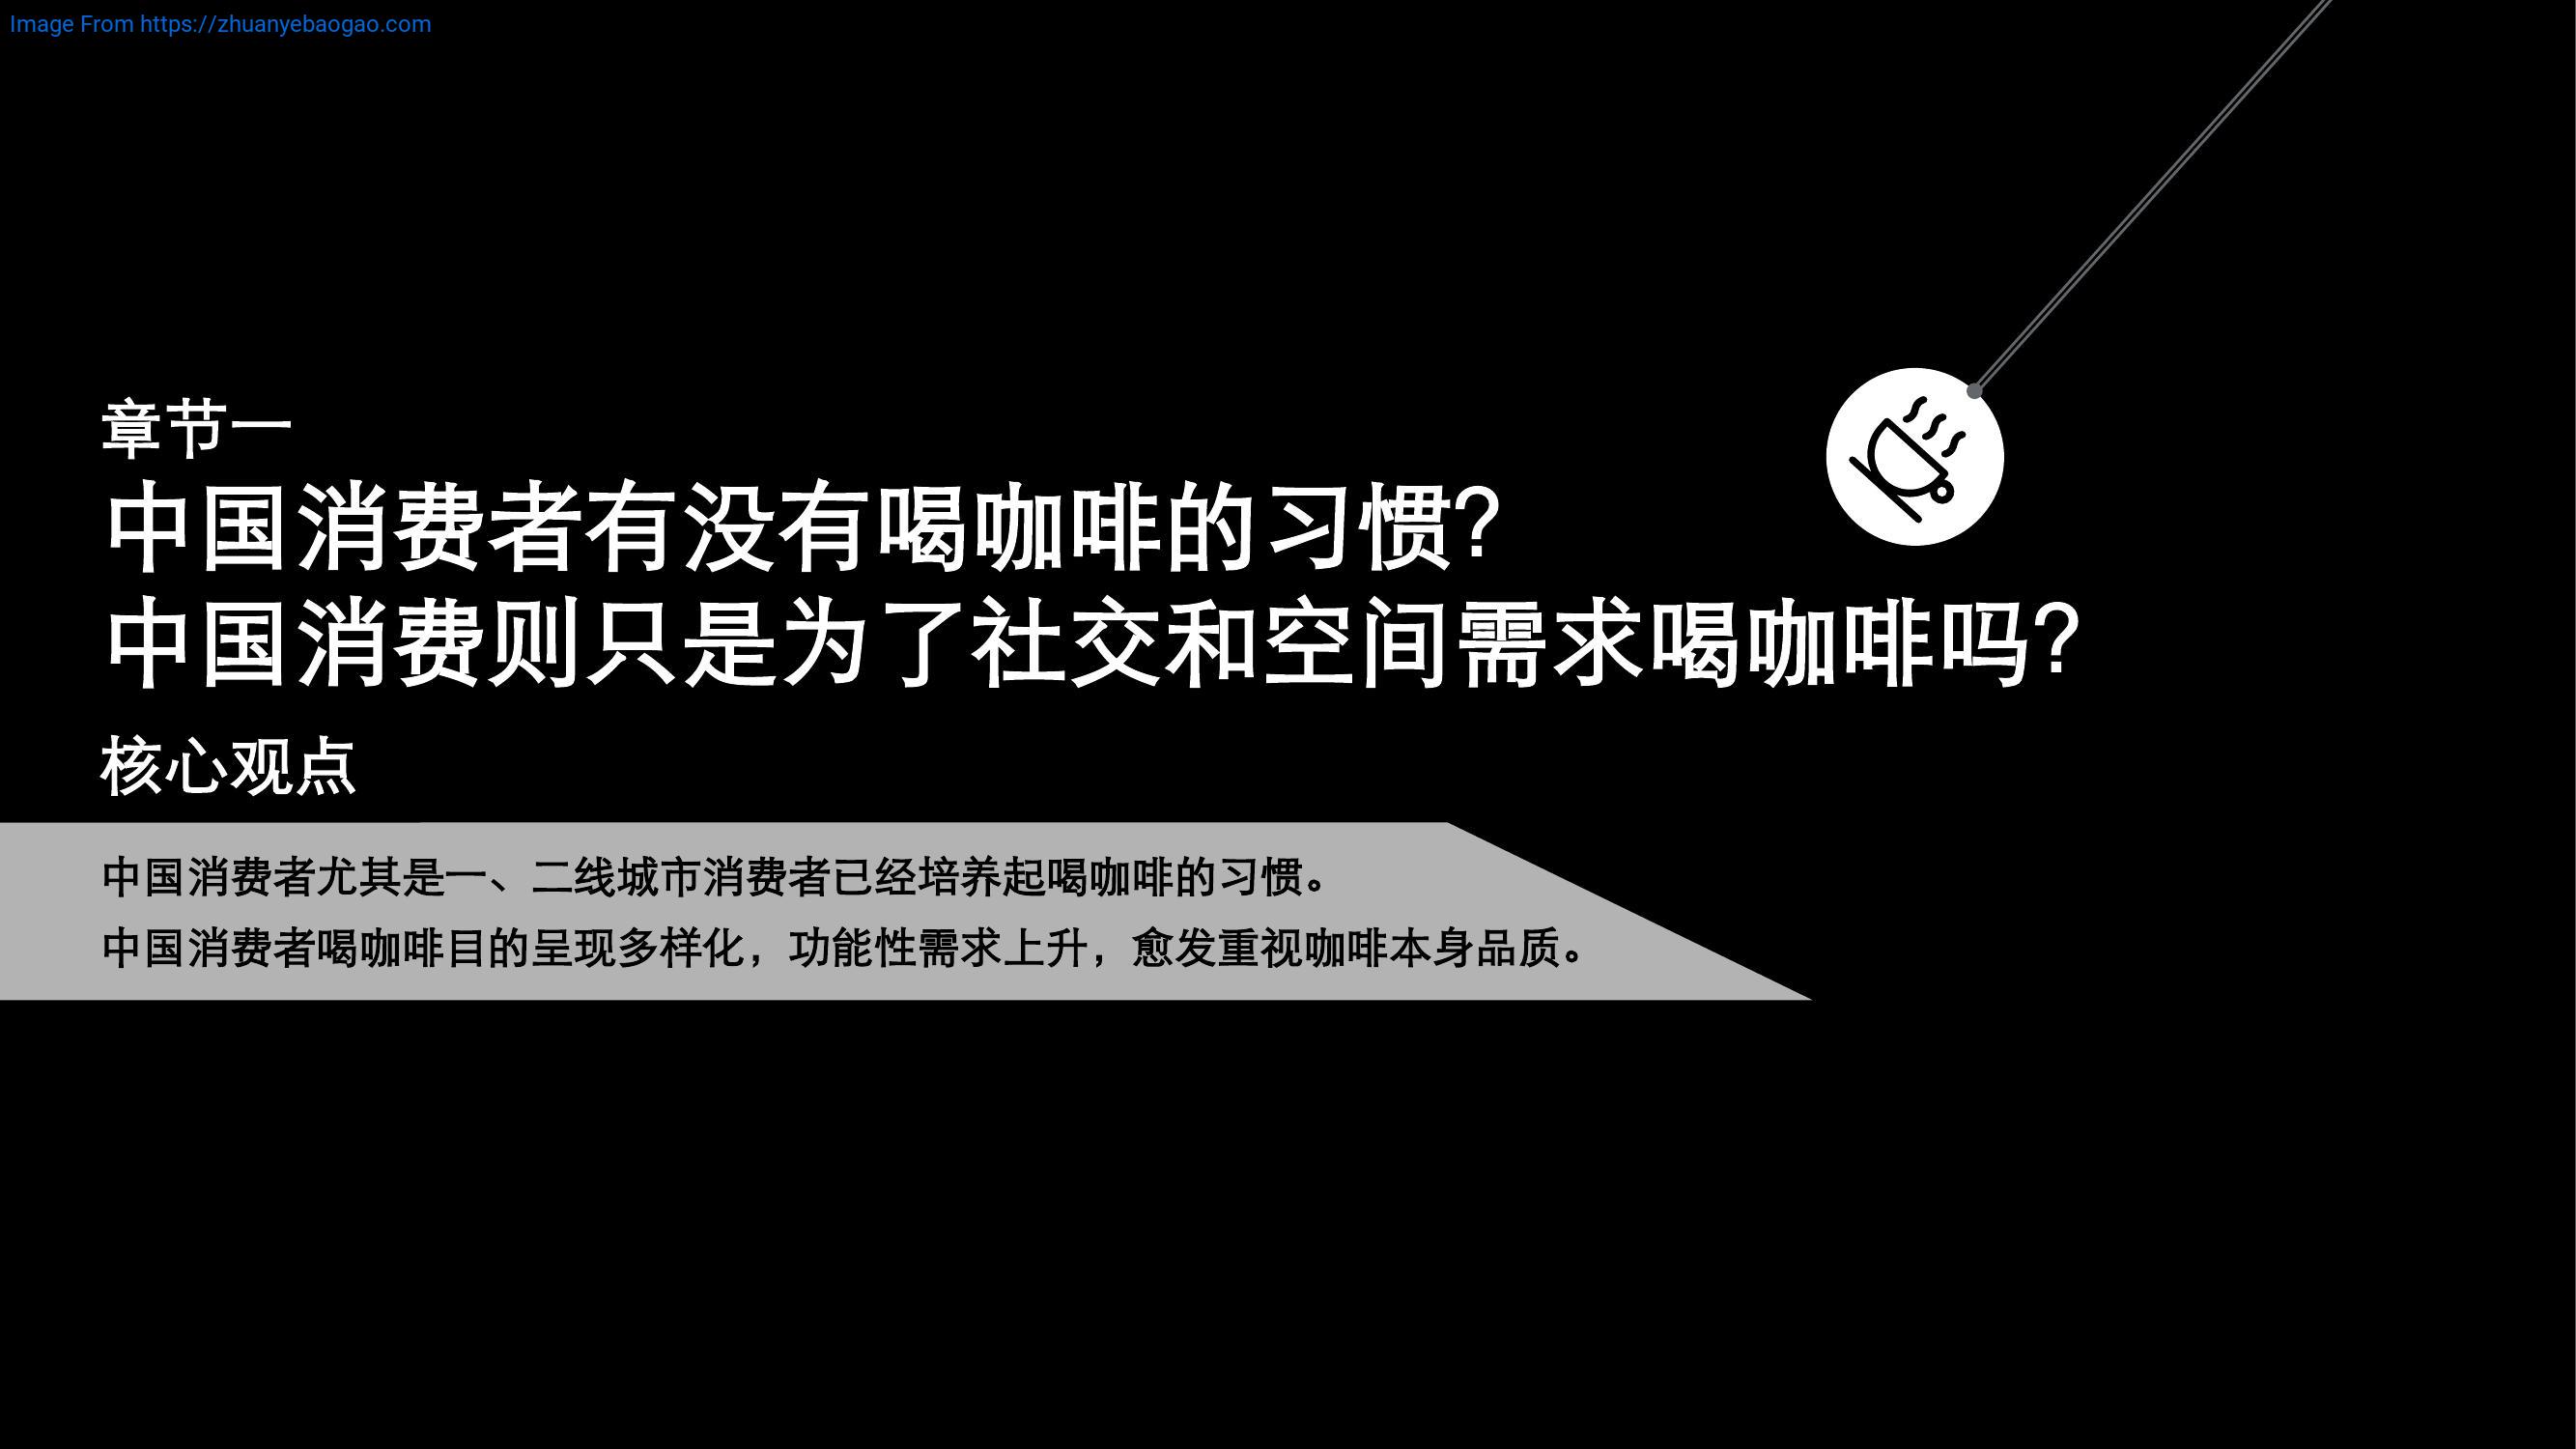 Image From https://zhuanyebaogao.com
章节一
中国消费者有没有喝咖啡的习惯?
中国消费则只是为了社交和空间需求喝咖啡吗?
核心观点
中国消费者尤其是一、二线城市消费者已经培养起喝咖啡的习惯。
中国消费者喝咖啡目的呈现多样化，功能性需求上升，愈发重视咖啡本身品质。